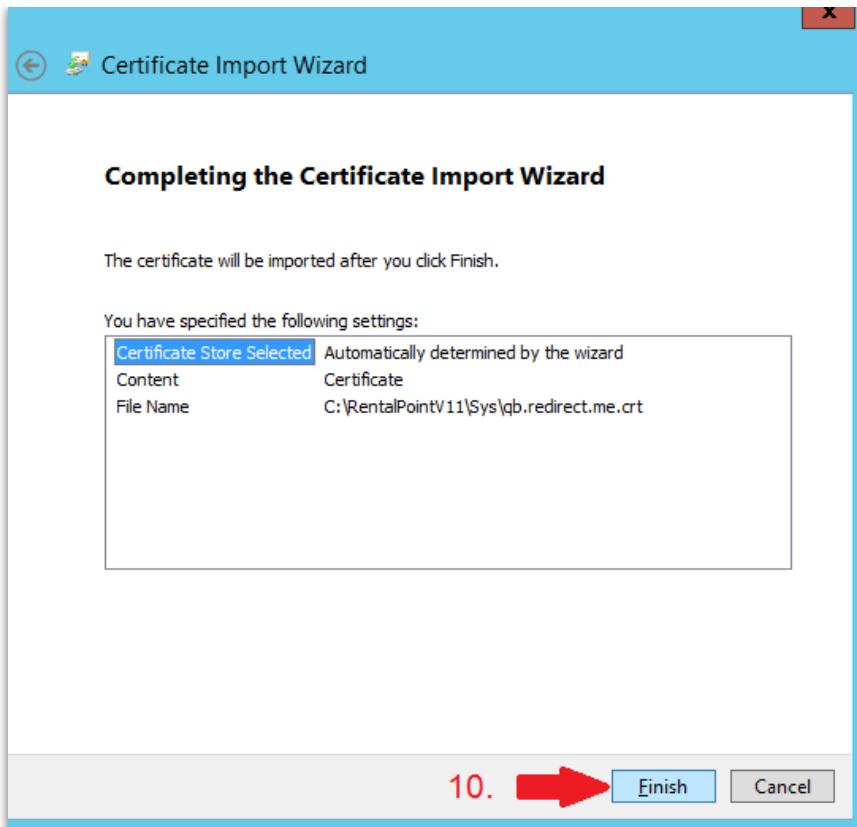 x
Certificate Import Wizard
Completing the Certificate Import Wizard
The certificate will be imported after you click Finish.
You have specified the following settings:
Certificate Store Selected Automatically determined by the wizard
Content Certificate
File Name C:\RentalPointV11\Sys\qb.redirect.me.crt
10. Finish Cancel